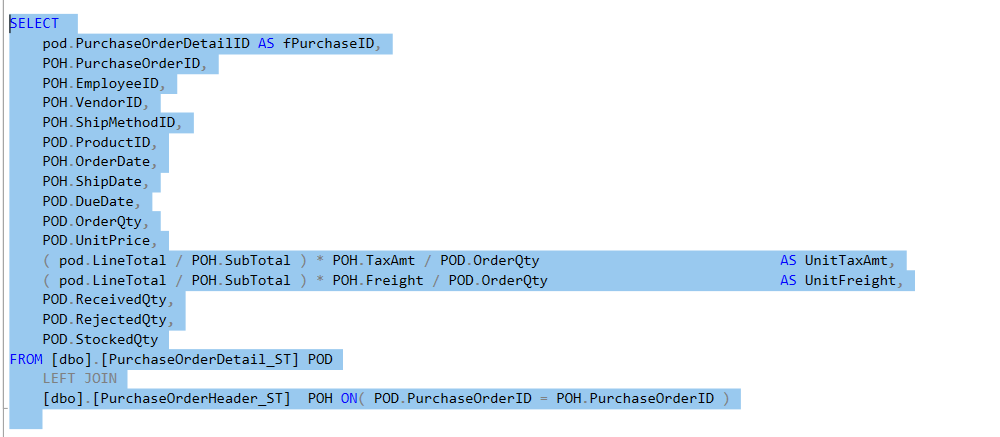 SELECT
pod.PurchaseOrderDetailID AS fPurchaseID,
POH.PurchaseOrderID,
POH.EmployeeID,
POH.VendorID,
POH.ShipMethodID,
POD.ProductID,
POH.OrderDate,
POH.ShipDate,
POD.DueDate,
POD.OrderQty,
POD.UnitPrice,
( pod.LineTotal / POH.SubTotal ) * POH.TaxAmt / POD.OrderQty AS UnitTaxAmt,
( pod.LineTotal / POH.SubTotal ) * POH.Freight / POD.OrderQty AS UnitFreight,
POD.ReceivedQty,
POD.RejectedQty,
POD.StockedQty
FROM [dbo].[PurchaseOrderDetail_ST] POD
LEFT JOIN
[dbo].[PurchaseOrderHeader_ST]  POH ON( POD.PurchaseOrderID = POH.PurchaseOrderID )